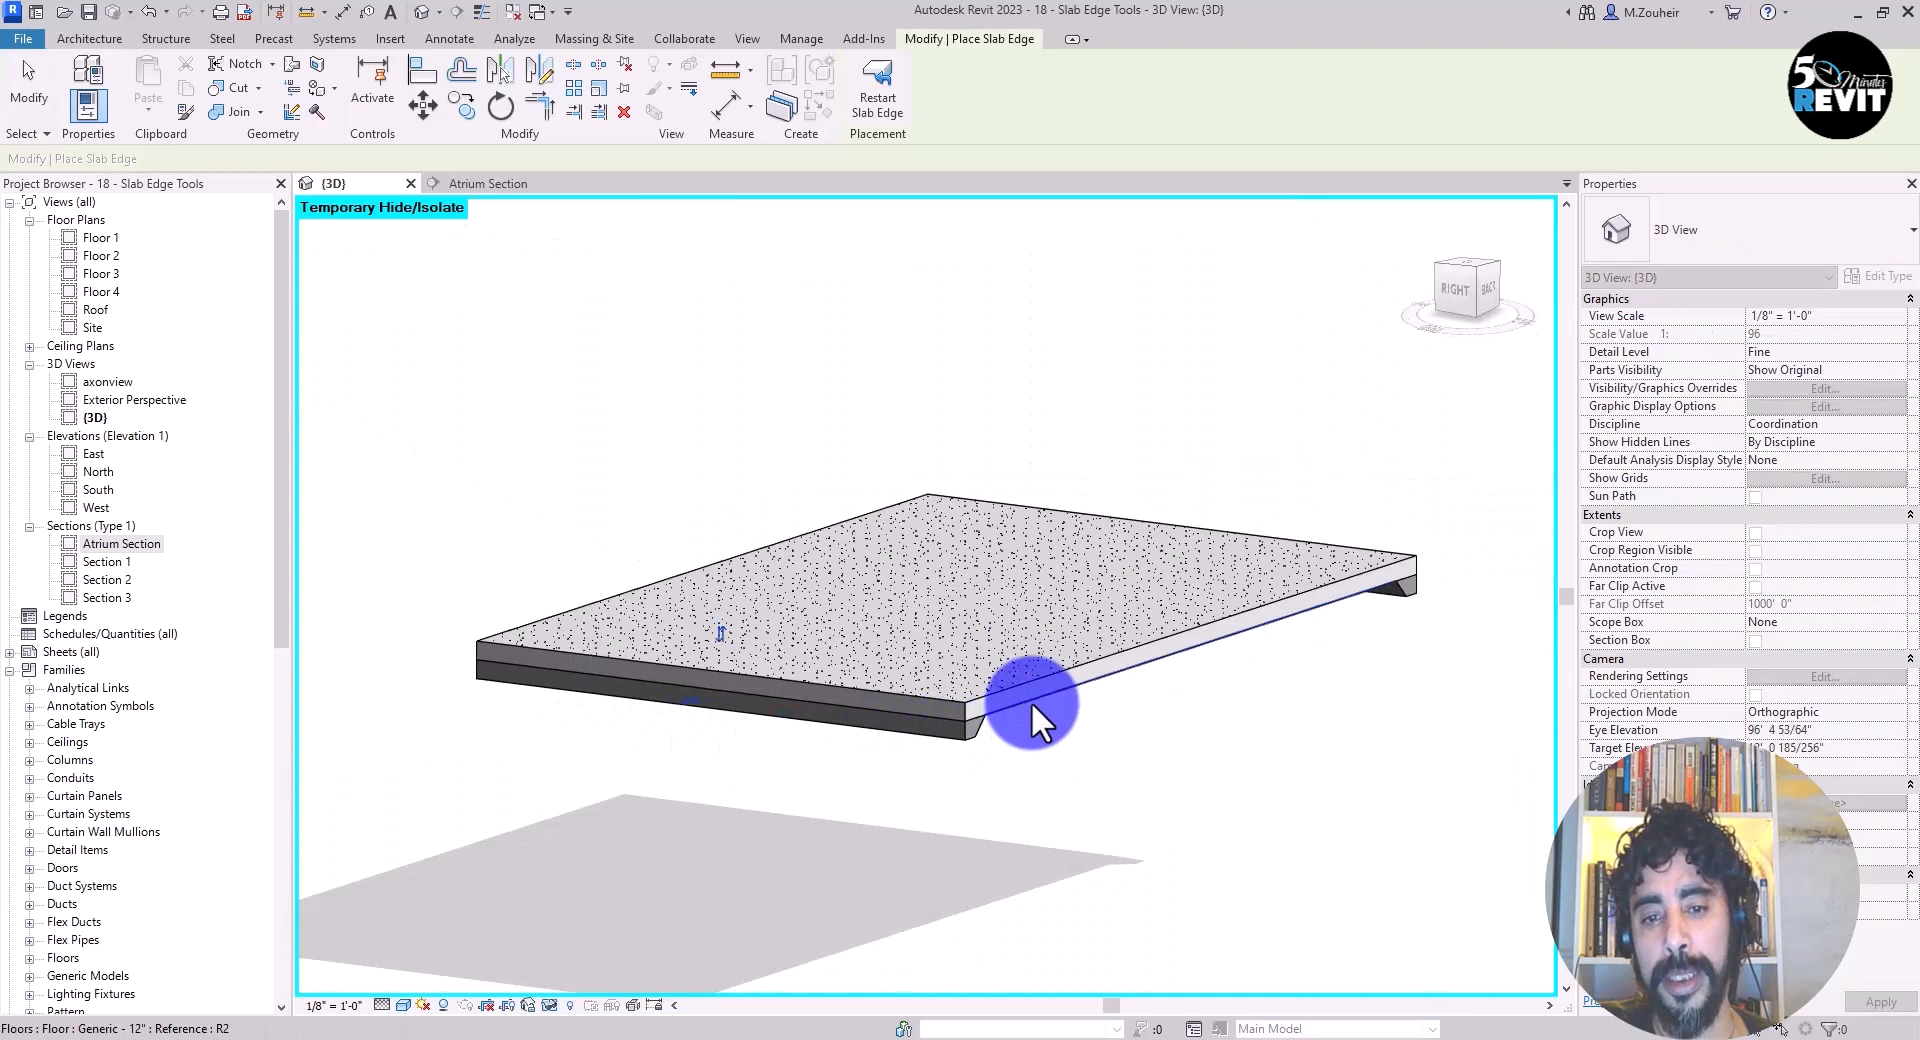 Autodesk Revit 2023 - 18 - Slab Edge Tools - 3D View: {3D}
M.Zouheir
File
Architecture
Structure
Steel
Precast
Systems
Insert
Annotate
Analyze
Massing & Site
Collaborate
View
Manage
Add-Ins
Modify | Place Slab Edge
Modify
Paste
Notch
Cut
Join
Activate
Restart
Slab Edge
Select
Properties
Clipboard
Geometry
Controls
Modify
View
Measure
Create
Placement
5 Minutes
REVIT
Modify | Place Slab Edge
Project Browser - 18 - Slab Edge Tools
Views (all)
Floor Plans
Floor 1
Floor 2
Floor 3
Floor 4
Roof
Site
Ceiling Plans
3D Views
axonview
Exterior Perspective
{3D}
Elevations (Elevation 1)
East
North
South
West
Sections (Type 1)
Atrium Section
Section 1
Section 2
Section 3
Legends
Schedules/Quantities (all)
Sheets (all)
Families
Analytical Links
Annotation Symbols
Cable Trays
Ceilings
Columns
Conduits
Curtain Panels
Curtain Systems
Curtain Wall Mullions
Detail Items
Doors
Duct Systems
Ducts
Flex Ducts
Flex Pipes
Floors
Generic Models
Lighting Fixtures
Pattern
{3D}
Atrium Section
Temporary Hide/Isolate
RIGHT
BACK
1/8" = 1'-0"
Properties
3D View
3D View: {3D}
Edit Type
Graphics
View Scale 1/8" = 1'-0"
Scale Value 1: 96
Detail Level Fine
Parts Visibility Show Original
Visibility/Graphics Overrides Edit...
Graphic Display Options Edit...
Discipline Coordination
Show Hidden Lines By Discipline
Default Analysis Display Style None
Show Grids Edit...
Sun Path
Extents
Crop View
Crop Region Visible
Annotation Crop
Far Clip Active
Far Clip Offset 1000' 0"
Scope Box None
Section Box
Camera
Rendering Settings Edit...
Locked Orientation
Projection Mode Orthographic
Eye Elevation 96' 4 53/64"
Target Ele 0 185/256"
Apply
Floors : Floor : Generic - 12" : Reference : R2
:0
Main Model
:0